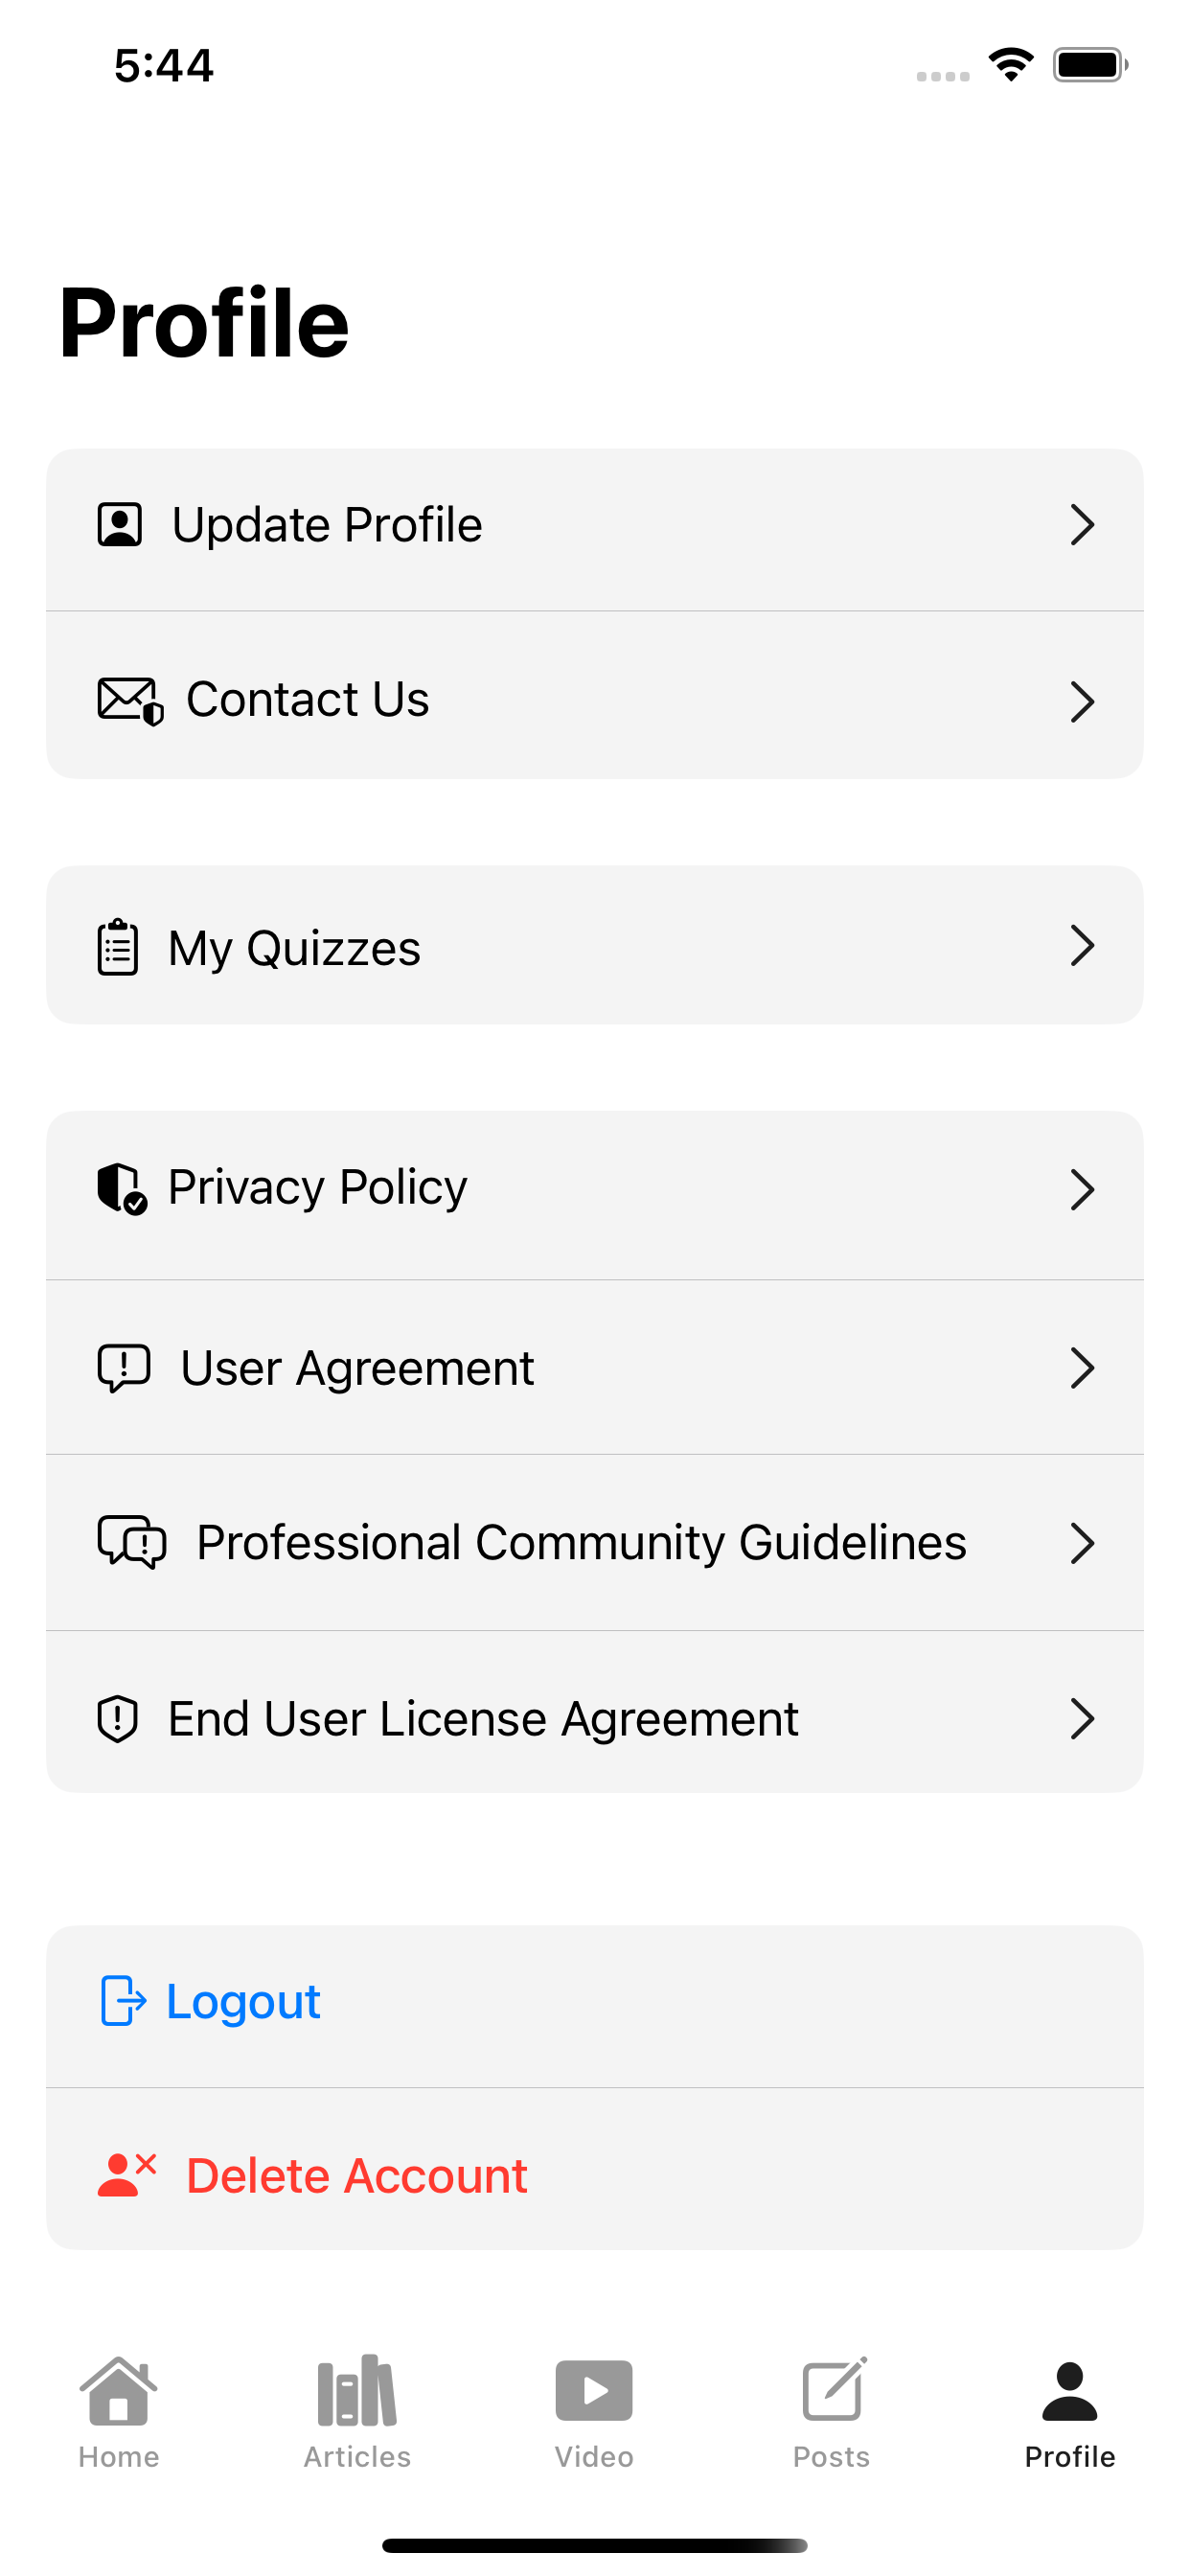 5:44
Profile
Update Profile
Contact Us
My Quizzes
Privacy Policy
User Agreement
Professional Community Guidelines
End User License Agreement
Logout
Delete Account
Home
Articles
Video
Posts
Profile